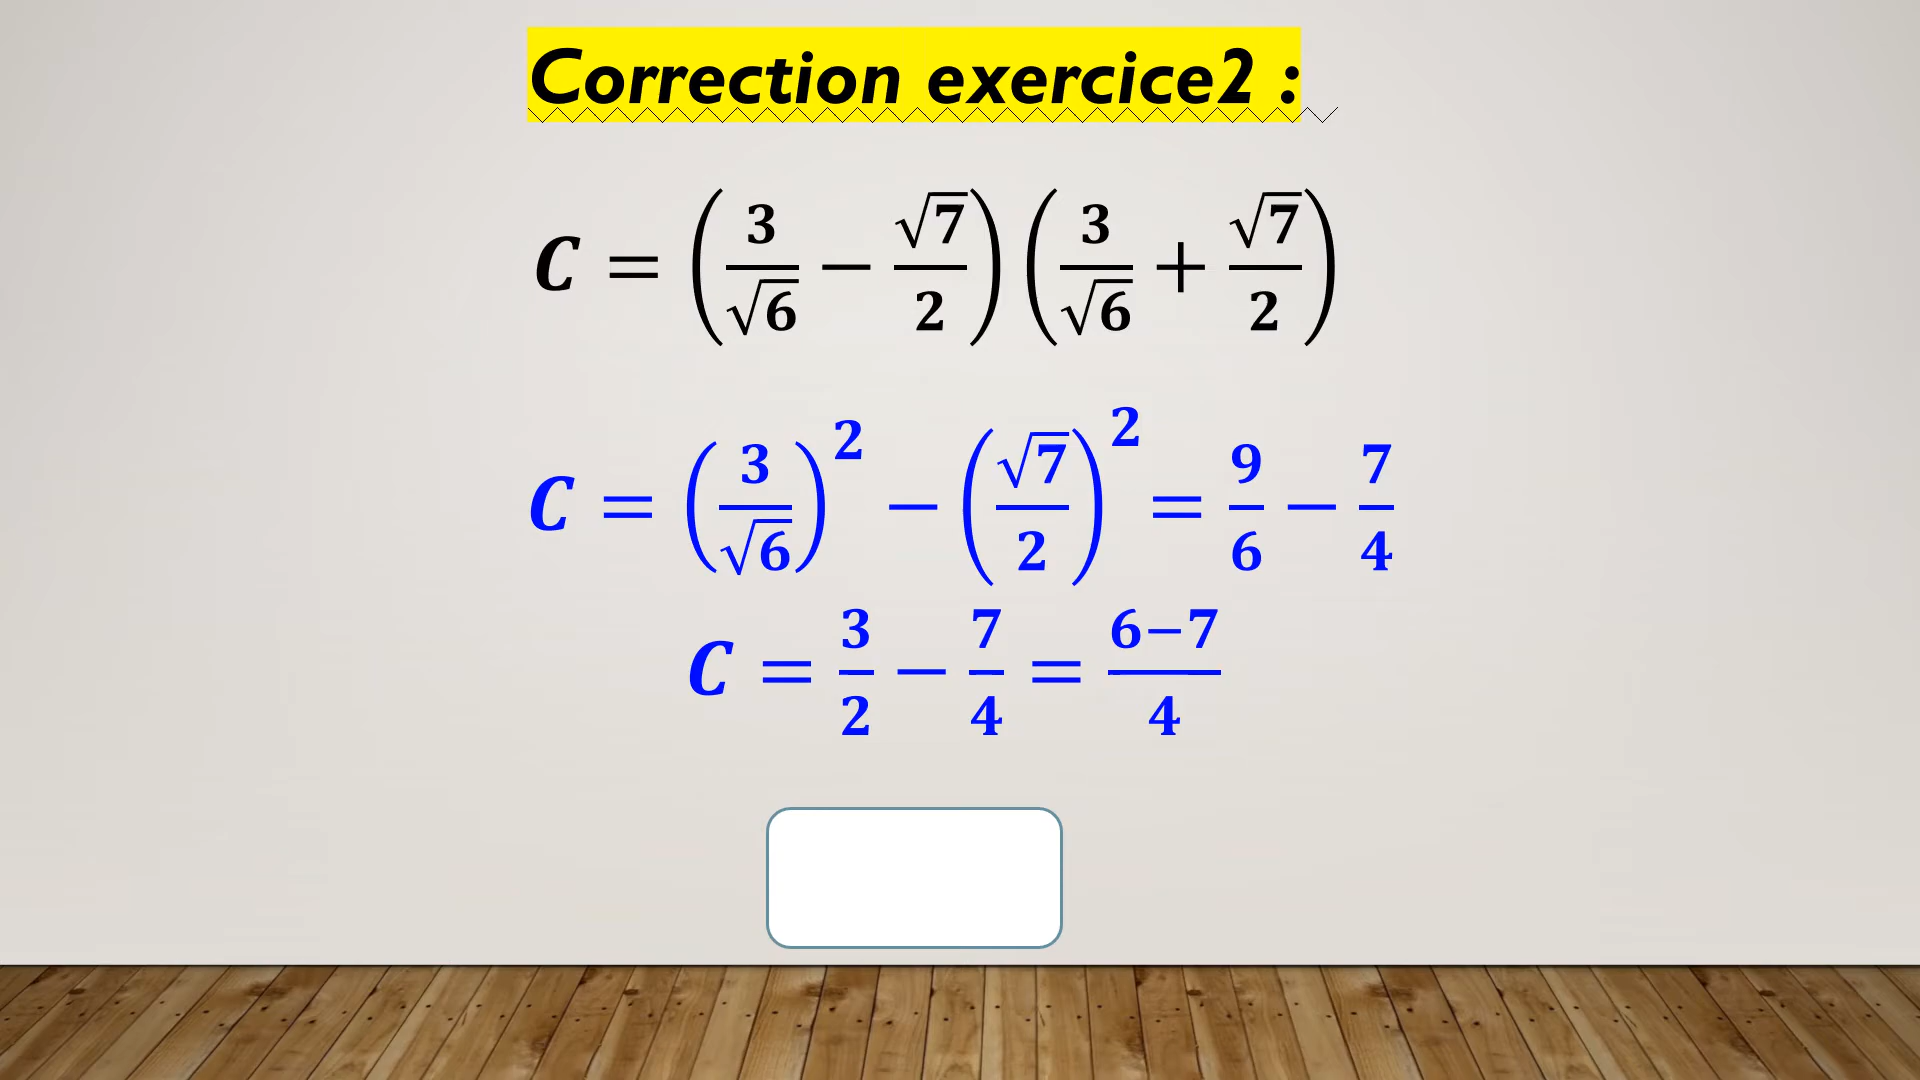 Correction exercice2 :
C = (3/√6 − √7/2)(3/√6 + √7/2)
C = (3/√6)² − (√7/2)² = 9/6 − 7/4
C = 3/2 − 7/4 = 6−7/4